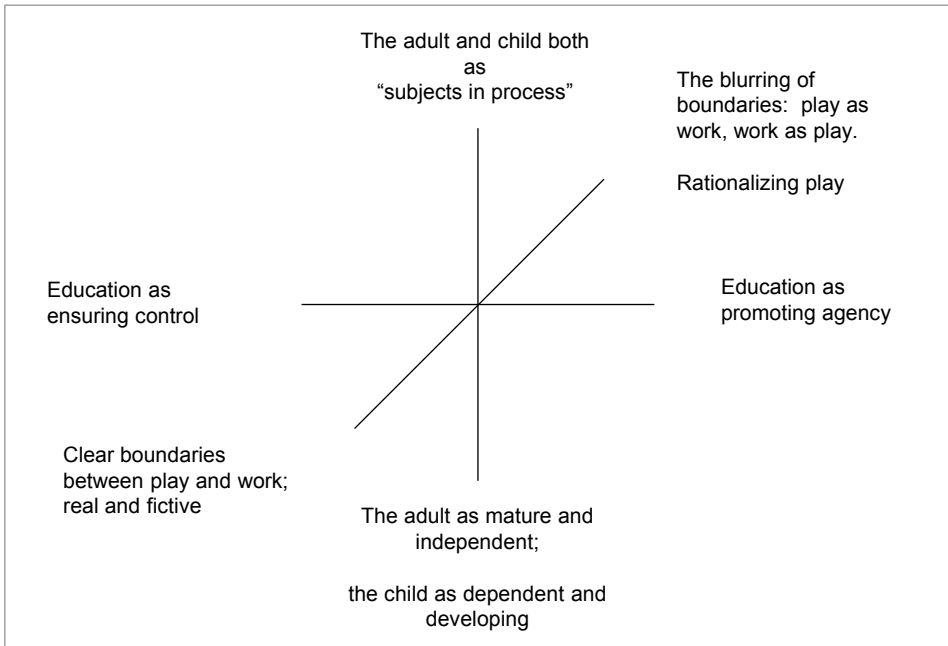 The adult and child both
as
“subjects in process”
The blurring of
boundaries: play as
work, work as play.
Rationalizing play
Education as
ensuring control
Education as
promoting agency
Clear boundaries
between play and work;
real and fictive
The adult as mature and
independent;
the child as dependent and
developing